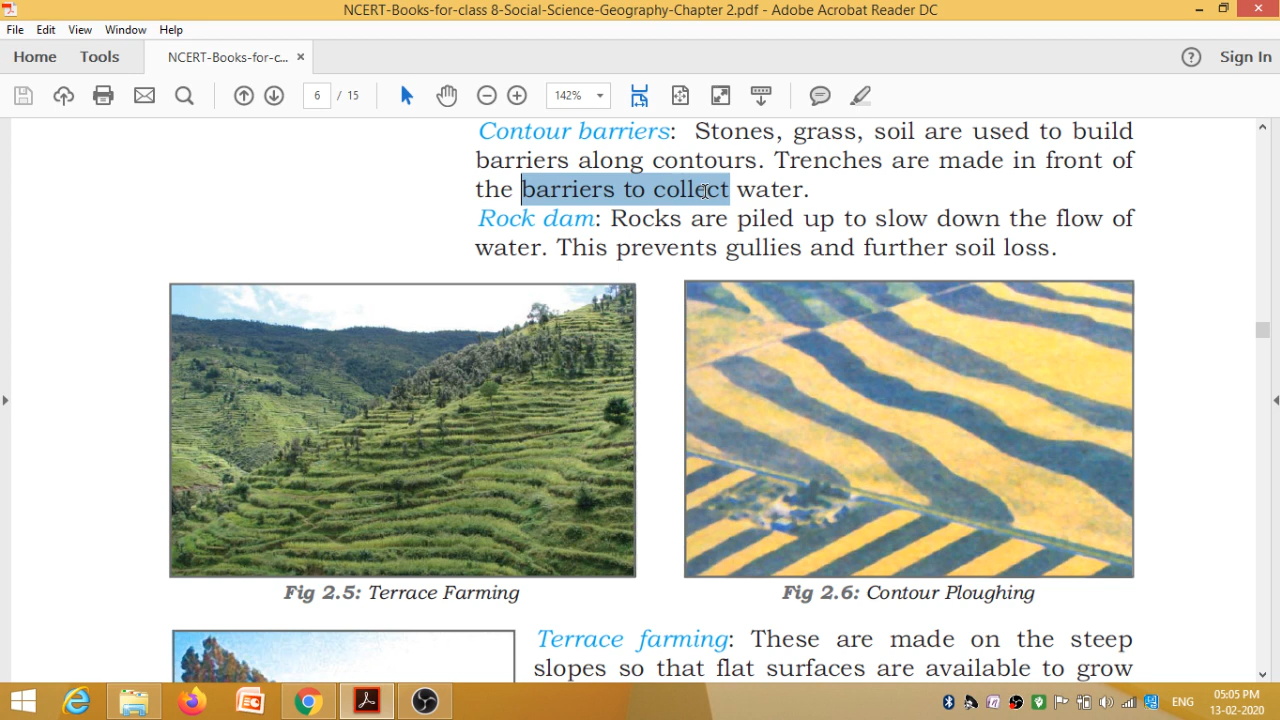 NCERT-Books-for-class 8-Social-Science-Geography-Chapter 2.pdf - Adobe Acrobat Reader DC
File Edit View Window Help
Home Tools NCERT-Books-for-c... × Sign In
6 / 15 142%
Contour barriers: Stones, grass, soil are used to build
barriers along contours. Trenches are made in front of
the barriers to collect water.
Rock dam: Rocks are piled up to slow down the flow of
water. This prevents gullies and further soil loss.
Fig 2.5: Terrace Farming
Fig 2.6: Contour Ploughing
Terrace farming: These are made on the steep
slopes so that flat surfaces are available to grow
ENG
05:05 PM
13-02-2020